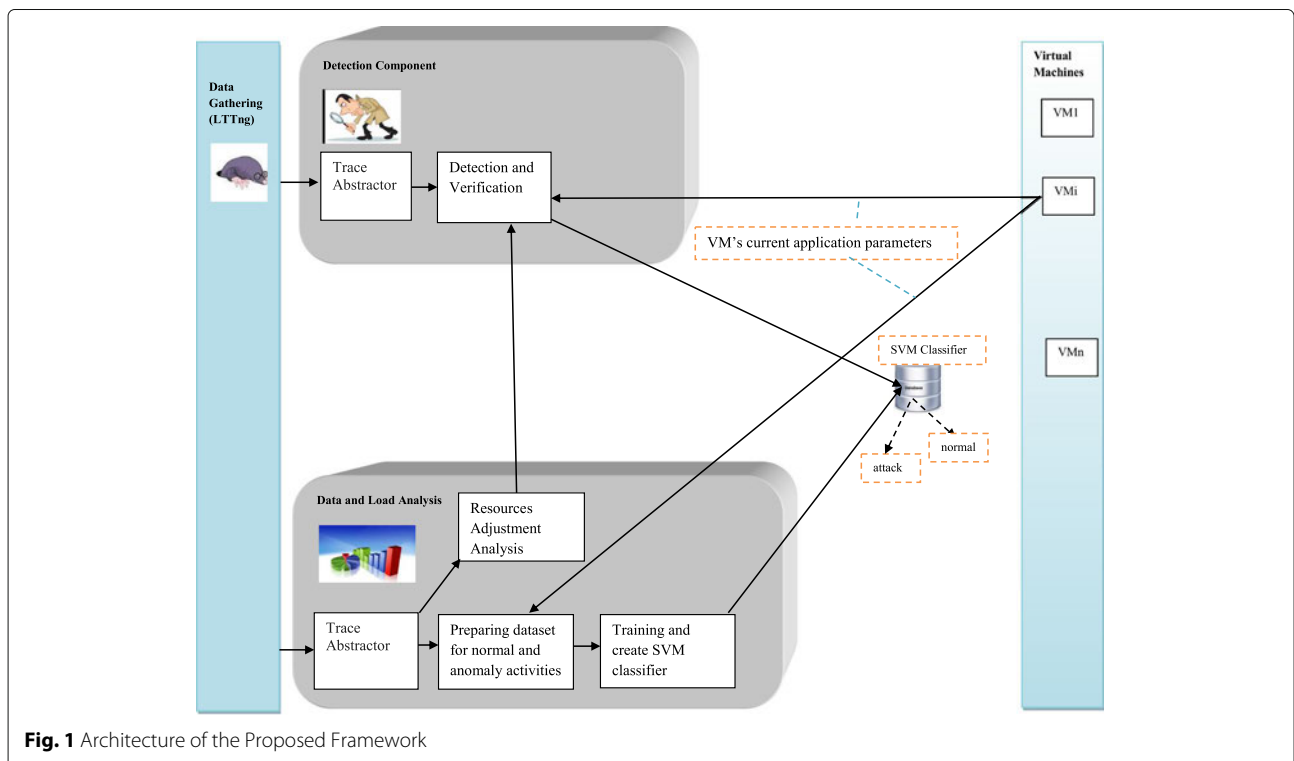 Data
Gathering
(LTTng)
Detection Component
Trace
Abstractor
Detection and
Verification
Virtual
Machines
VM1
VMi
VMn
VM's current application parameters
SVM Classifier
normal
attack
Data and Load Analysis
Resources
Adjustment
Analysis
Trace
Abstractor
Preparing dataset
for normal and
anomaly activities
Training and
create SVM
classifier
Fig. 1 Architecture of the Proposed Framework